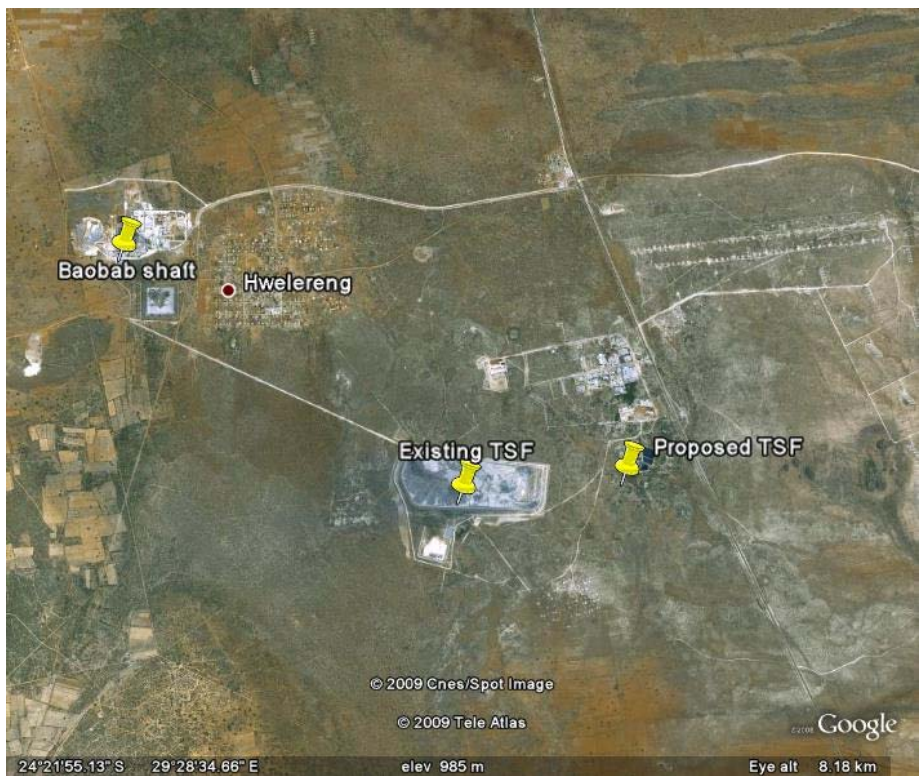 Baobab shaft
Hwelereng
Existing TSF
Proposed TSF
© 2009 Cnes/Spot Image
© 2009 Tele Atlas
©2008 Google
24°21'55.13" S 29°28'34.66" E elev 985 m Eye alt 8.18 km